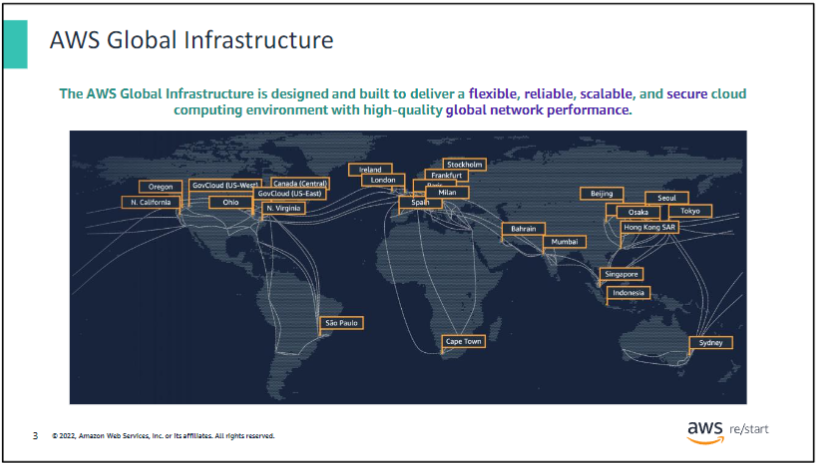 AWS Global Infrastructure
The AWS Global Infrastructure is designed and built to deliver a flexible, reliable, scalable, and secure cloud
computing environment with high-quality global network performance.
Stockholm
Ireland
Frankfurt
London
Milan
Spain
Oregon
GovCloud (US-West)
Canada (Central)
GovCloud (US-East)
N. California
Ohio
N. Virginia
Beijing
Seoul
Osaka
Tokyo
Hong Kong SAR
Bahrain
Mumbai
Singapore
Indonesia
São Paulo
Cape Town
Sydney
3 © 2022, Amazon Web Services, Inc. or its affiliates. All rights reserved.
aws re/start